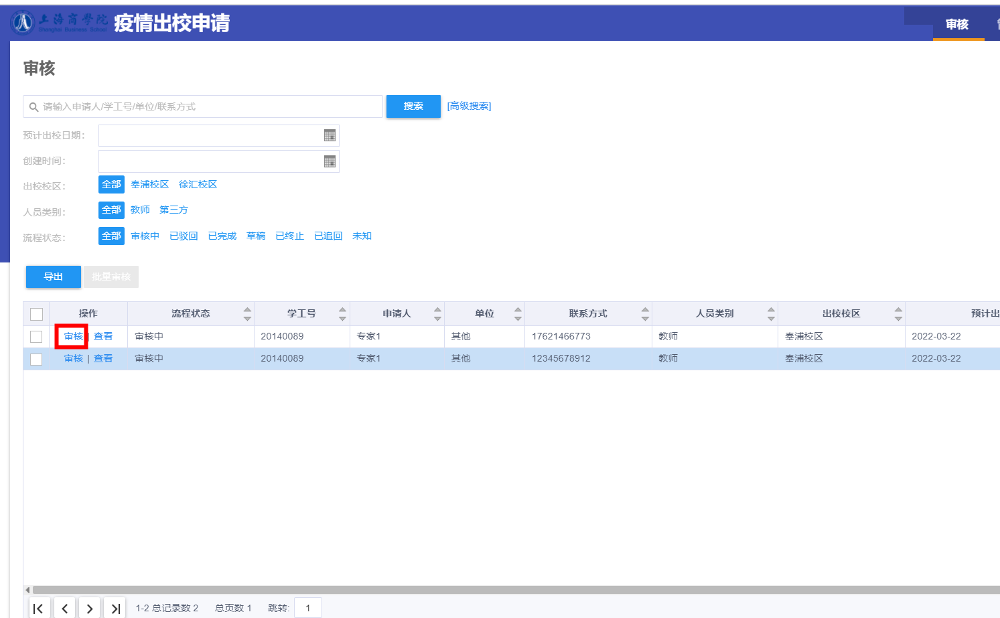 上海商學院 疫情出校申请 审核
Shanghai Business School
审核
请输入申请人/学工号/单位/联系方式 搜索 [高级搜索]
预计出校日期:
创建时间:
出校校区: 全部 奉浦校区 徐汇校区
人员类别: 全部 教师 第三方
流程状态: 全部 审核中 已驳回 已完成 草稿 已终止 已追回 未知
导出 批量审核
操作 流程状态 学工号 申请人 单位 联系方式 人员类别 出校校区 预计出
审核 | 查看 审核中 20140089 专家1 其他 17621466773 教师 奉浦校区 2022-03-22
审核 | 查看 审核中 20140089 专家1 其他 12345678912 教师 奉浦校区 2022-03-22
1-2 总记录数 2 总页数 1 跳转: 1